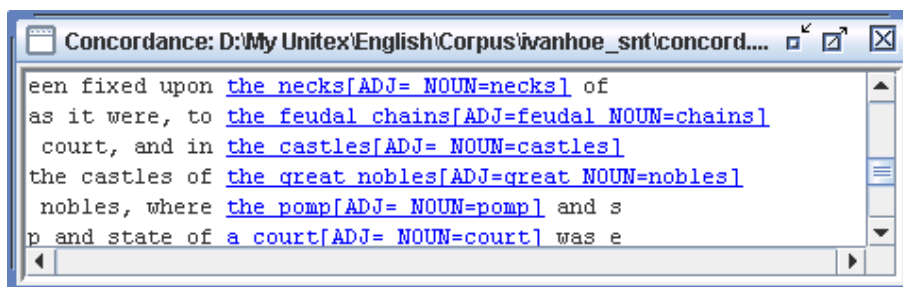 Concordance: D:\My Unitex\English\Corpus\ivanhoe_snt\concord....
een fixed upon the necks[ADJ= NOUN=necks] of
as it were, to the feudal chains[ADJ=feudal NOUN=chains]
court, and in the castles[ADJ= NOUN=castles]
the castles of the great nobles[ADJ=great NOUN=nobles]
nobles, where the pomp[ADJ= NOUN=pomp] and s
p and state of a court[ADJ= NOUN=court] was e